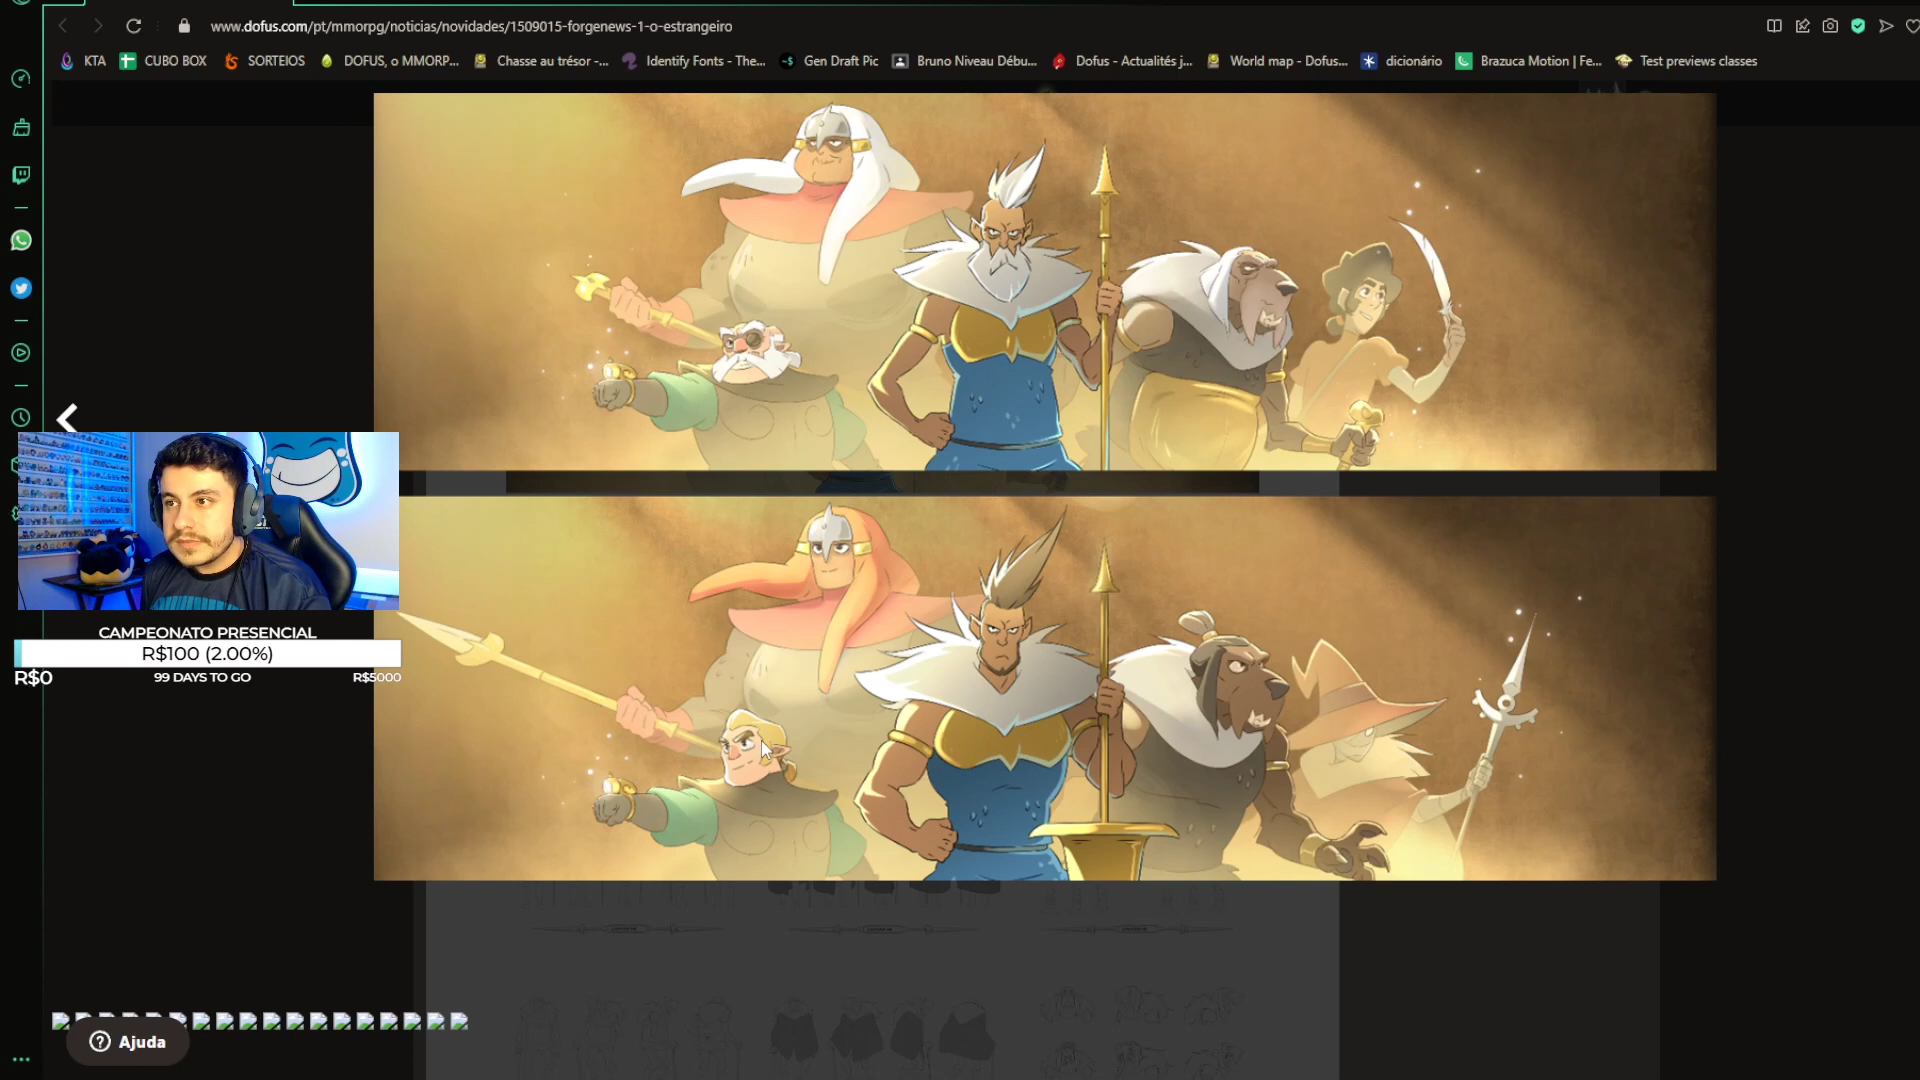 www.dofus.com/pt/mmorpg/noticias/novidades/1509015-forgenews-1-o-estrangeiro
KTA CUBO BOX SORTEIOS DOFUS, o MMORP... Chasse au trésor -... Identify Fonts - The... Gen Draft Pic Bruno Niveau Débu... Dofus - Actualités j... World map - Dofus... dicionário Brazuca Motion | Fe... Test previews classes
CAMPEONATO PRESENCIAL
R$100 (2.00%)
R$0 99 DAYS TO GO R$5000
Ajuda